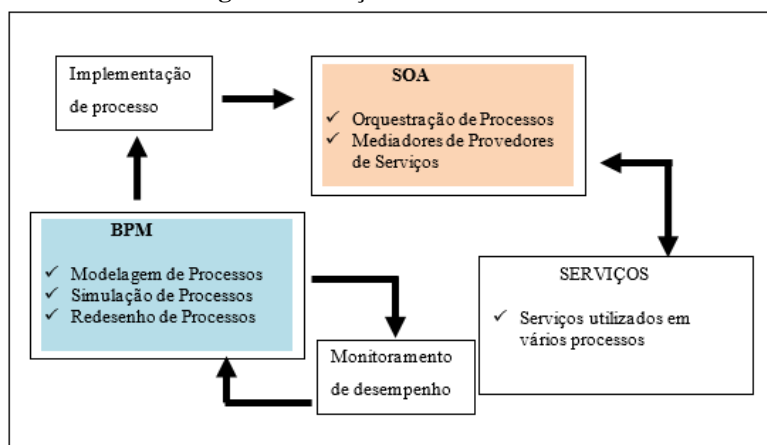 Implementação
de processo
SOA
✓ Orquestração de Processos
✓ Mediadores de Provedores
de Serviços
BPM
✓ Modelagem de Processos
✓ Simulação de Processos
✓ Redesenho de Processos
SERVIÇOS
✓ Serviços utilizados em
vários processos
Monitoramento
de desempenho